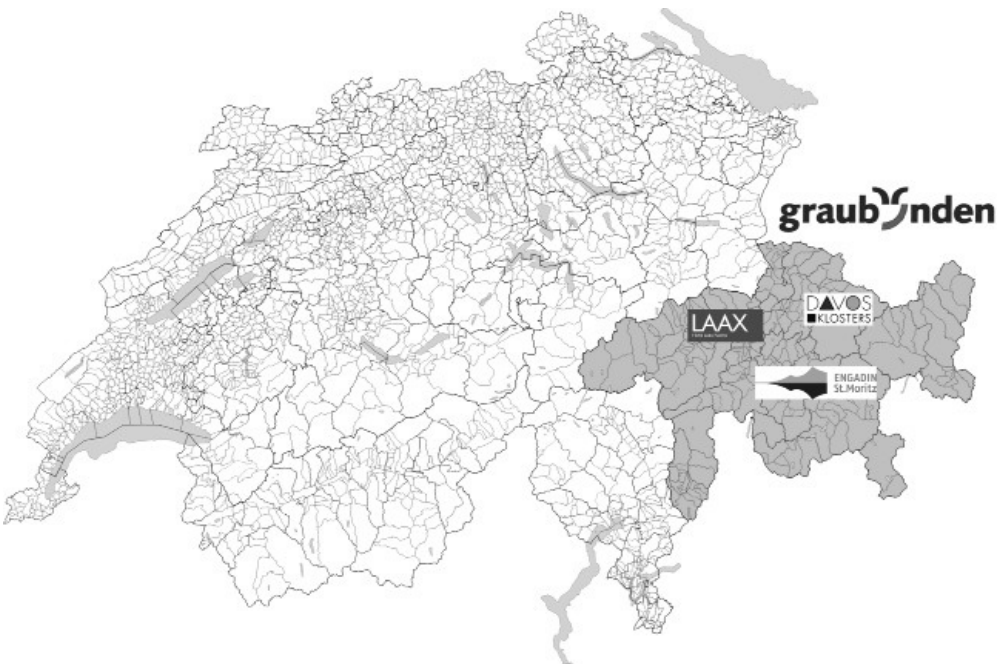 graubünden
DAVOS
KLOSTERS
LAAX
ENGADIN
St.Moritz